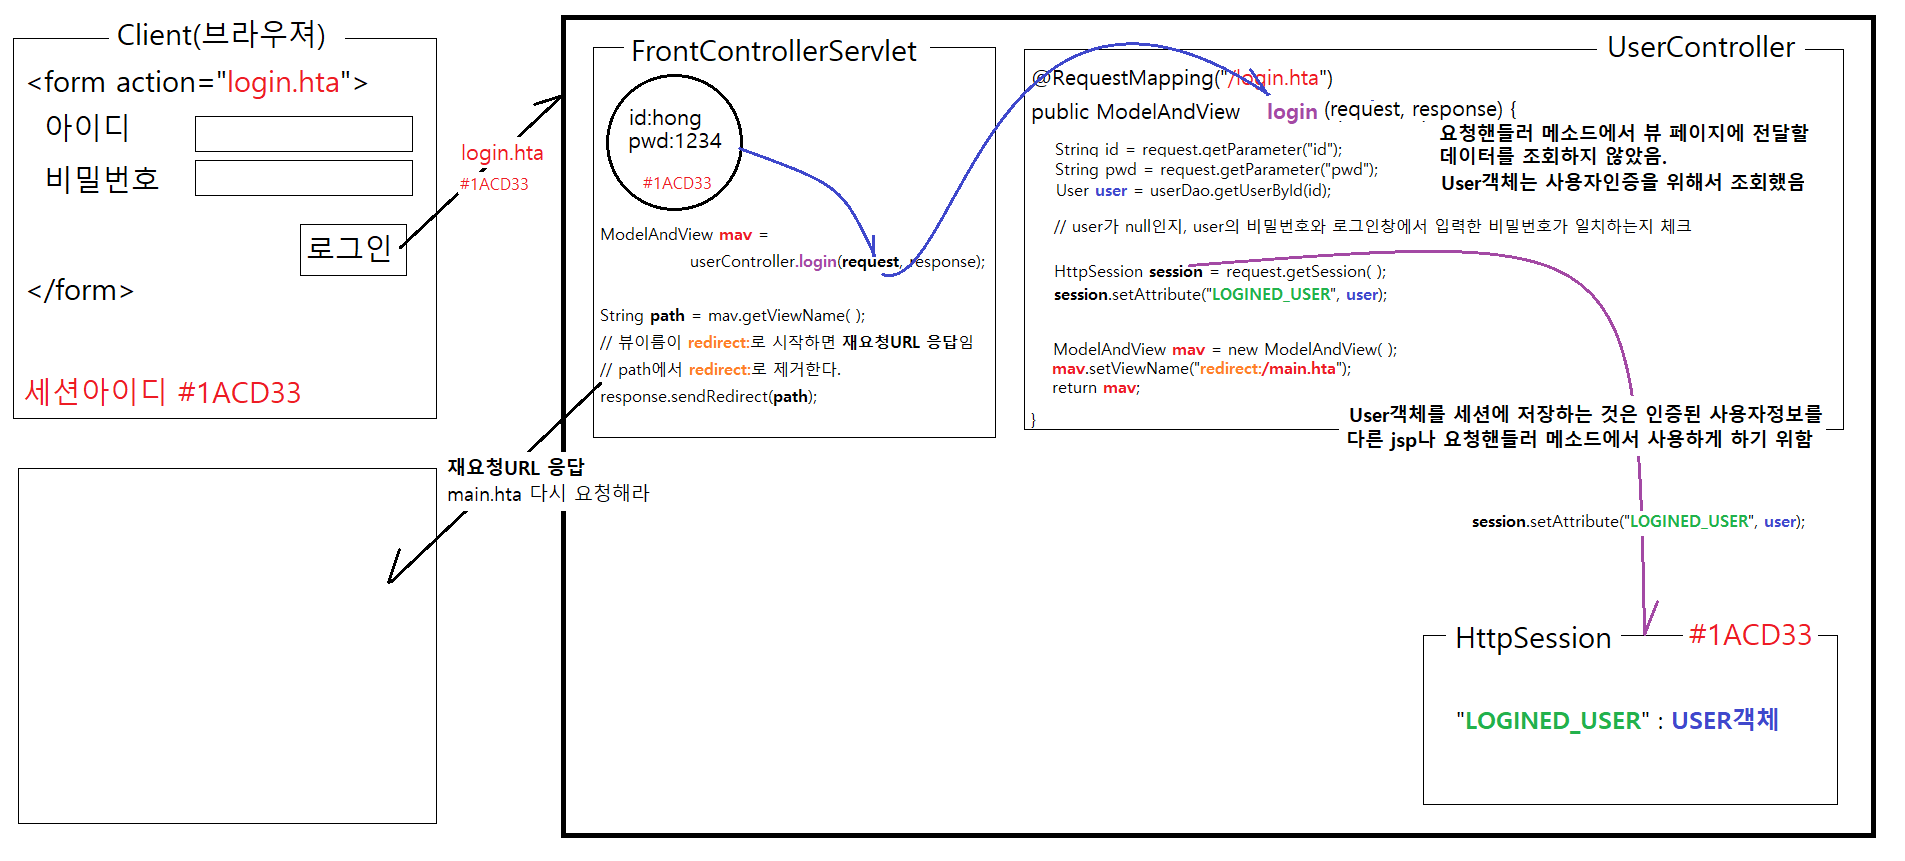 Client(브라우져)
<form action="login.hta">
아이디
비밀번호
로그인
</form>
세션아이디 #1ACD33
login.hta
#1ACD33
재요청URL 응답
main.hta 다시 요청해라
FrontControllerServlet
id:hong
pwd:1234
#1ACD33
ModelAndView mav =
userController.login(request, response);
String path = mav.getViewName( );
// 뷰이름이 redirect:로 시작하면 재요청URL 응답임
// path에서 redirect:로 제거한다.
response.sendRedirect(path);
UserController
@RequestMapping("/login.hta")
public ModelAndView login (request, response) {
요청핸들러 메소드에서 뷰 페이지에 전달할
데이터를 조회하지 않았음.
User객체는 사용자인증을 위해서 조회했음
String id = request.getParameter("id");
String pwd = request.getParameter("pwd");
User user = userDao.getUserById(id);
// user가 null인지, user의 비밀번호와 로그인창에서 입력한 비밀번호가 일치하는지 체크
HttpSession session = request.getSession( );
session.setAttribute("LOGINED_USER", user);
ModelAndView mav = new ModelAndView( );
mav.setViewName("redirect:/main.hta");
return mav;
}
User객체를 세션에 저장하는 것은 인증된 사용자정보를
다른 jsp나 요청핸들러 메소드에서 사용하게 하기 위함
session.setAttribute("LOGINED_USER", user);
HttpSession
#1ACD33
"LOGINED_USER" : USER객체